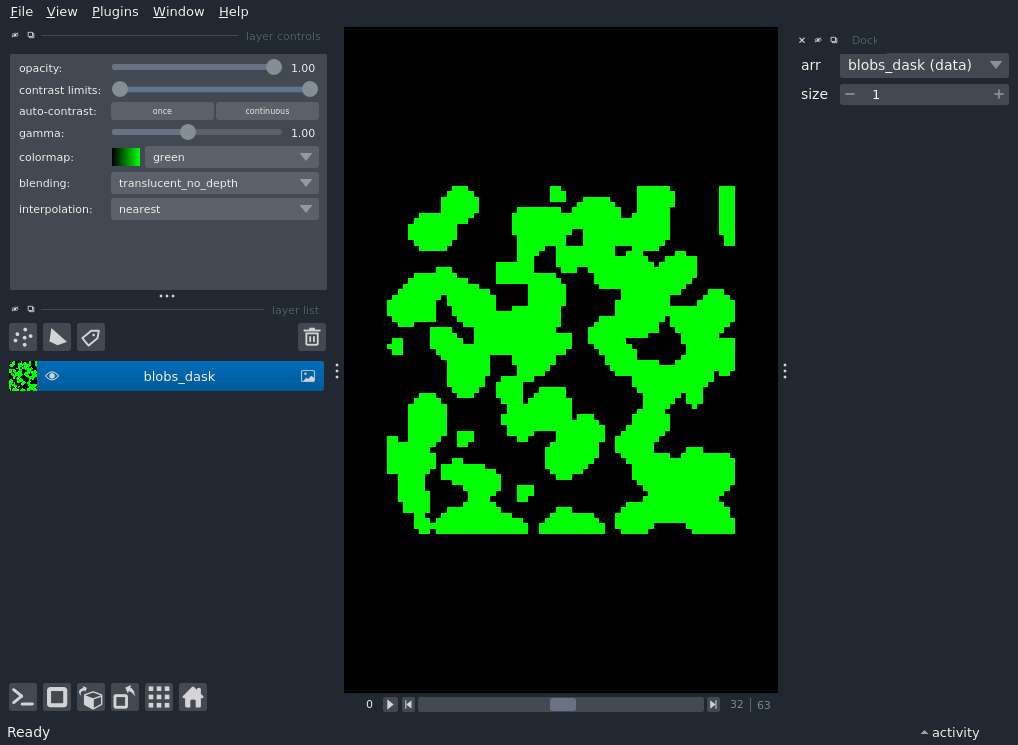 File View Plugins Window Help
layer controls
opacity: 1.00
contrast limits:
auto-contrast: once continuous
gamma: 1.00
colormap: green
blending: translucent_no_depth
interpolation: nearest
layer list
blobs_dask
0 32 | 63
Dock
arr blobs_dask (data)
size 1
Ready
activity